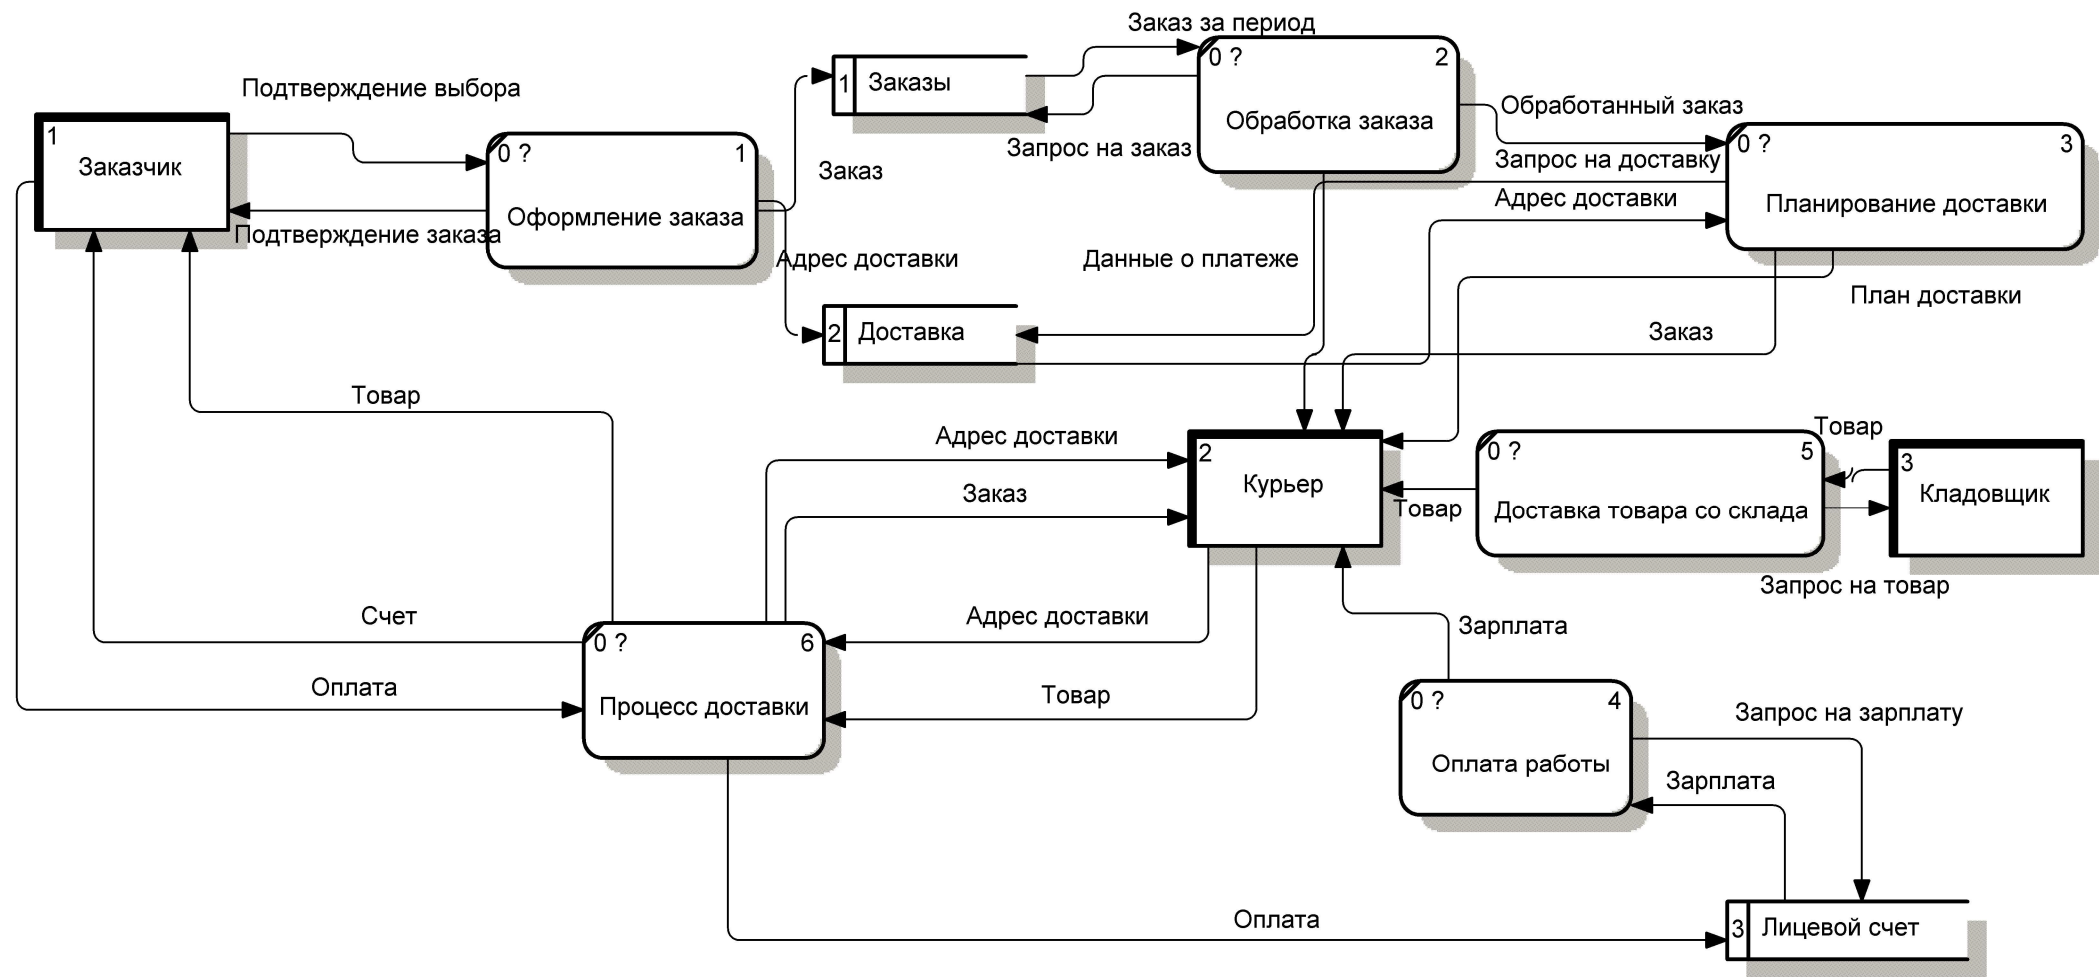 Заказ за период
0 ?
2
Обработка заказа
1
Заказы
Подтверждение выбора
Обработанный заказ
1
Заказчик
0 ?
1
Оформление заказа
Заказ
Запрос на заказ
Запрос на доставку
0 ?
3
Планирование доставки
Адрес доставки
Подтверждение заказа
Адрес доставки
Данные о платеже
План доставки
2
Доставка
Заказ
Товар
Адрес доставки
Товар
2
Курьер
0 ?
5
Доставка товара со склада
3
Кладовщик
Заказ
Товар
Запрос на товар
Счет
Адрес доставки
Зарплата
0 ?
6
Процесс доставки
Оплата
Товар
0 ?
4
Оплата работы
Запрос на зарплату
Зарплата
Оплата
3
Лицевой счет